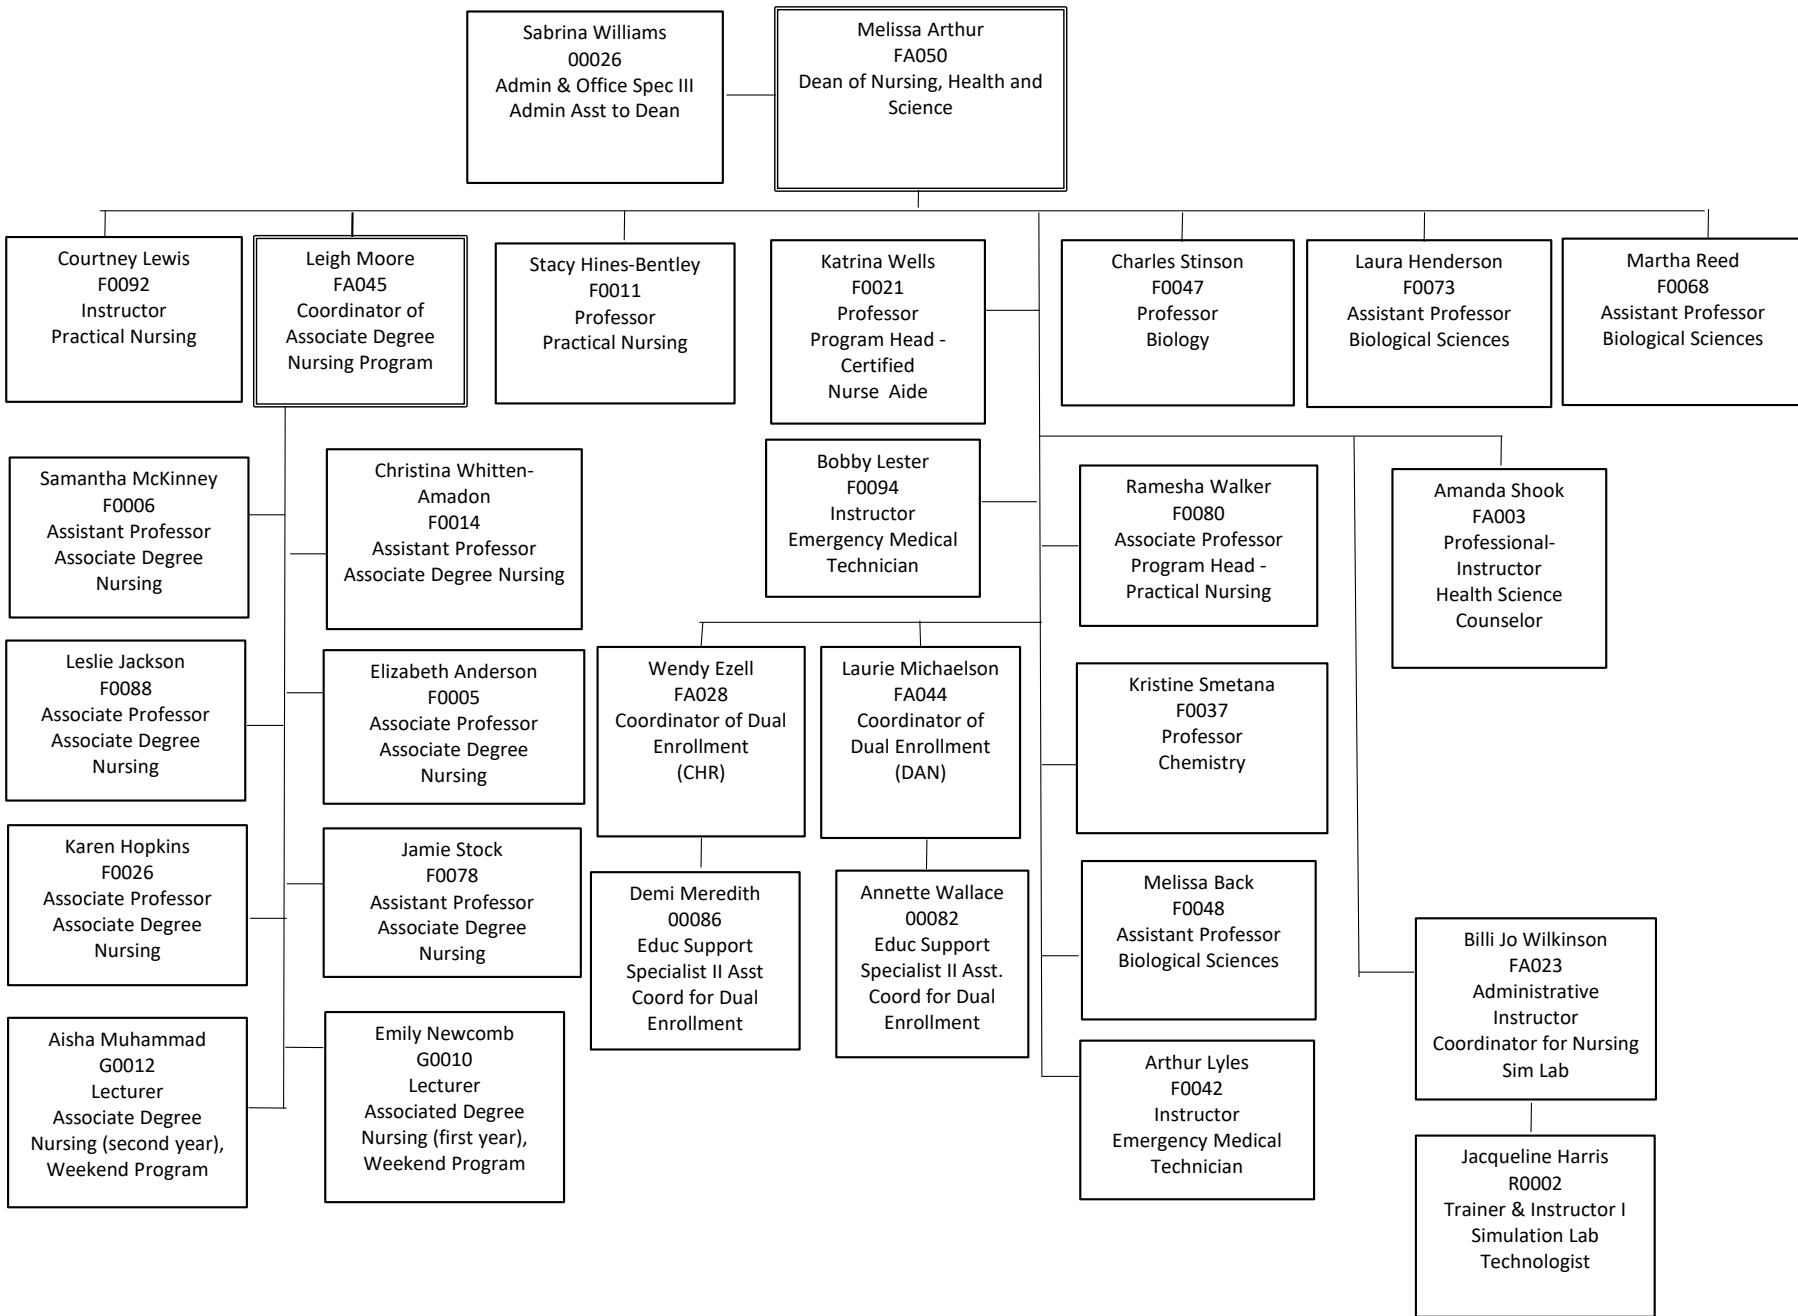 Sabrina Williams
00026
Admin & Office Spec III
Admin Asst to Dean
Melissa Arthur
FA050
Dean of Nursing, Health and
Science
Courtney Lewis
F0092
Instructor
Practical Nursing
Leigh Moore
FA045
Coordinator of
Associate Degree
Nursing Program
Stacy Hines-Bentley
F0011
Professor
Practical Nursing
Katrina Wells
F0021
Professor
Program Head -
Certified
Nurse  Aide
Charles Stinson
F0047
Professor
Biology
Laura Henderson
F0073
Assistant Professor
Biological Sciences
Martha Reed
F0068
Assistant Professor
Biological Sciences
Samantha McKinney
F0006
Assistant Professor
Associate Degree
Nursing
Christina Whitten-
Amadon
F0014
Assistant Professor
Associate Degree Nursing
Bobby Lester
F0094
Instructor
Emergency Medical
Technician
Ramesha Walker
F0080
Associate Professor
Program Head -
Practical Nursing
Amanda Shook
FA003
Professional-
Instructor
Health Science
Counselor
Leslie Jackson
F0088
Associate Professor
Associate Degree
Nursing
Elizabeth Anderson
F0005
Associate Professor
Associate Degree
Nursing
Wendy Ezell
FA028
Coordinator of Dual
Enrollment
(CHR)
Laurie Michaelson
FA044
Coordinator of
Dual Enrollment
(DAN)
Kristine Smetana
F0037
Professor
Chemistry
Karen Hopkins
F0026
Associate Professor
Associate Degree
Nursing
Jamie Stock
F0078
Assistant Professor
Associate Degree
Nursing
Demi Meredith
00086
Educ Support
Specialist II Asst
Coord for Dual
Enrollment
Annette Wallace
00082
Educ Support
Specialist II Asst.
Coord for Dual
Enrollment
Melissa Back
F0048
Assistant Professor
Biological Sciences
Billi Jo Wilkinson
FA023
Administrative
Instructor
Coordinator for Nursing
Sim Lab
Aisha Muhammad
G0012
Lecturer
Associate Degree
Nursing (second year),
Weekend Program
Emily Newcomb
G0010
Lecturer
Associated Degree
Nursing (first year),
Weekend Program
Arthur Lyles
F0042
Instructor
Emergency Medical
Technician
Jacqueline Harris
R0002
Trainer & Instructor I
Simulation Lab
Technologist